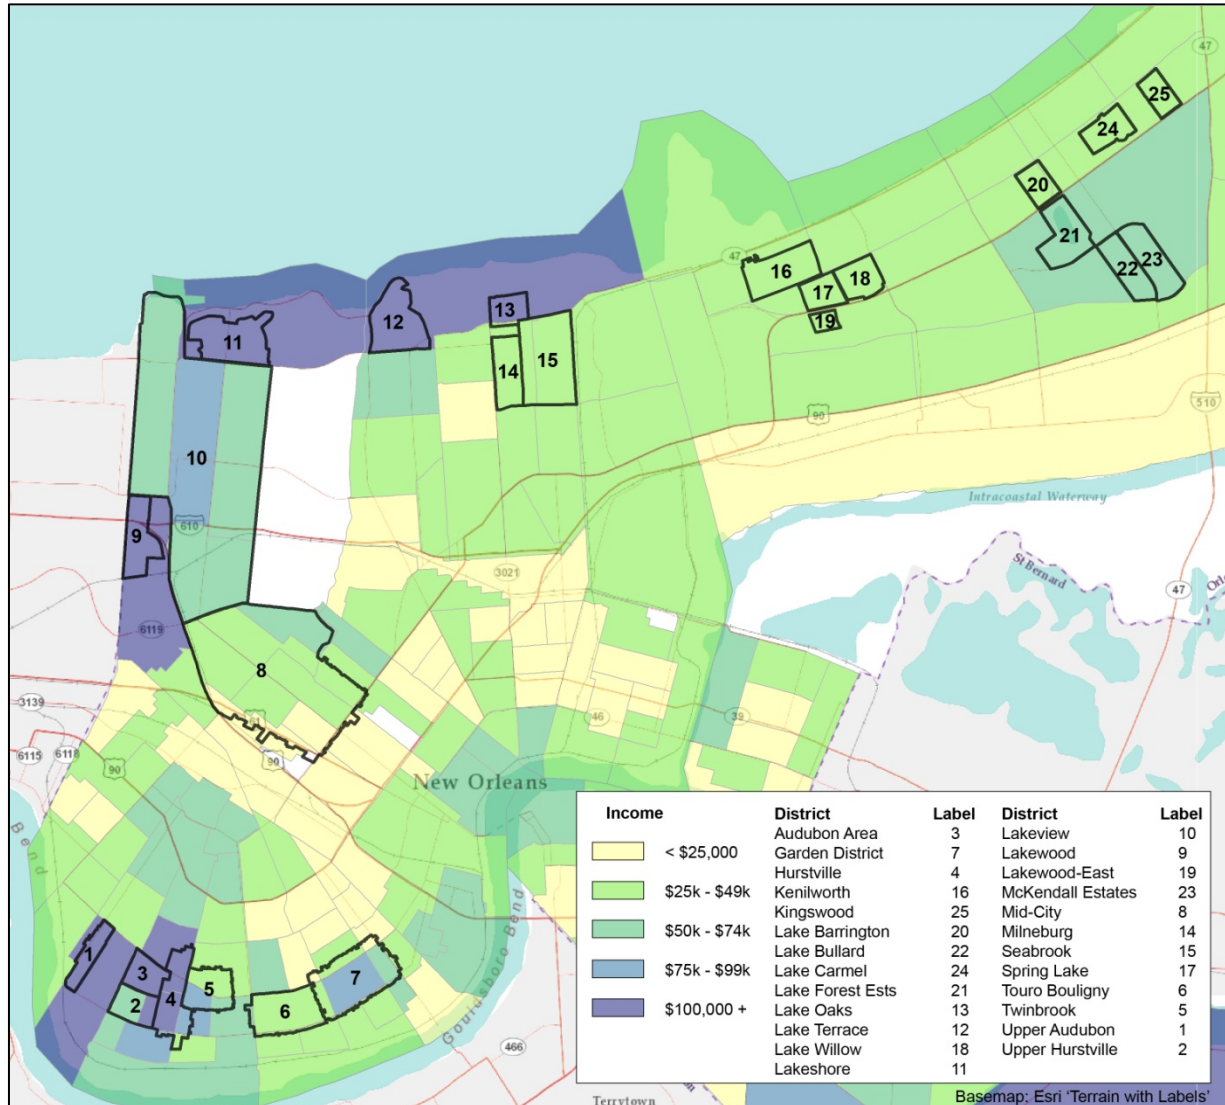 47
25
24
20
21
22 23
47
16
17 18
19
13
12
11
14 15
90
510
10
Intracoastal Waterway
610
9
3021
St Bernard
47
6119
8
3139
61
46
39
6115 6118
90
90
New Orleans
Bend
1
3
2 4
5
6
7
Gouldsboro Bend
466
Terrytown
Income District Label District Label
Audubon Area 3 Lakeview 10
< $25,000 Garden District 7 Lakewood 9
Hurstville 4 Lakewood-East 19
$25k - $49k Kenilworth 16 McKendall Estates 23
Kingswood 25 Mid-City 8
$50k - $74k Lake Barrington 20 Milneburg 14
Lake Bullard 22 Seabrook 15
$75k - $99k Lake Carmel 24 Spring Lake 17
Lake Forest Ests 21 Touro Bouligny 6
$100,000 + Lake Oaks 13 Twinbrook 5
Lake Terrace 12 Upper Audubon 1
Lake Willow 18 Upper Hurstville 2
Lakeshore 11
Basemap: Esri 'Terrain with Labels'